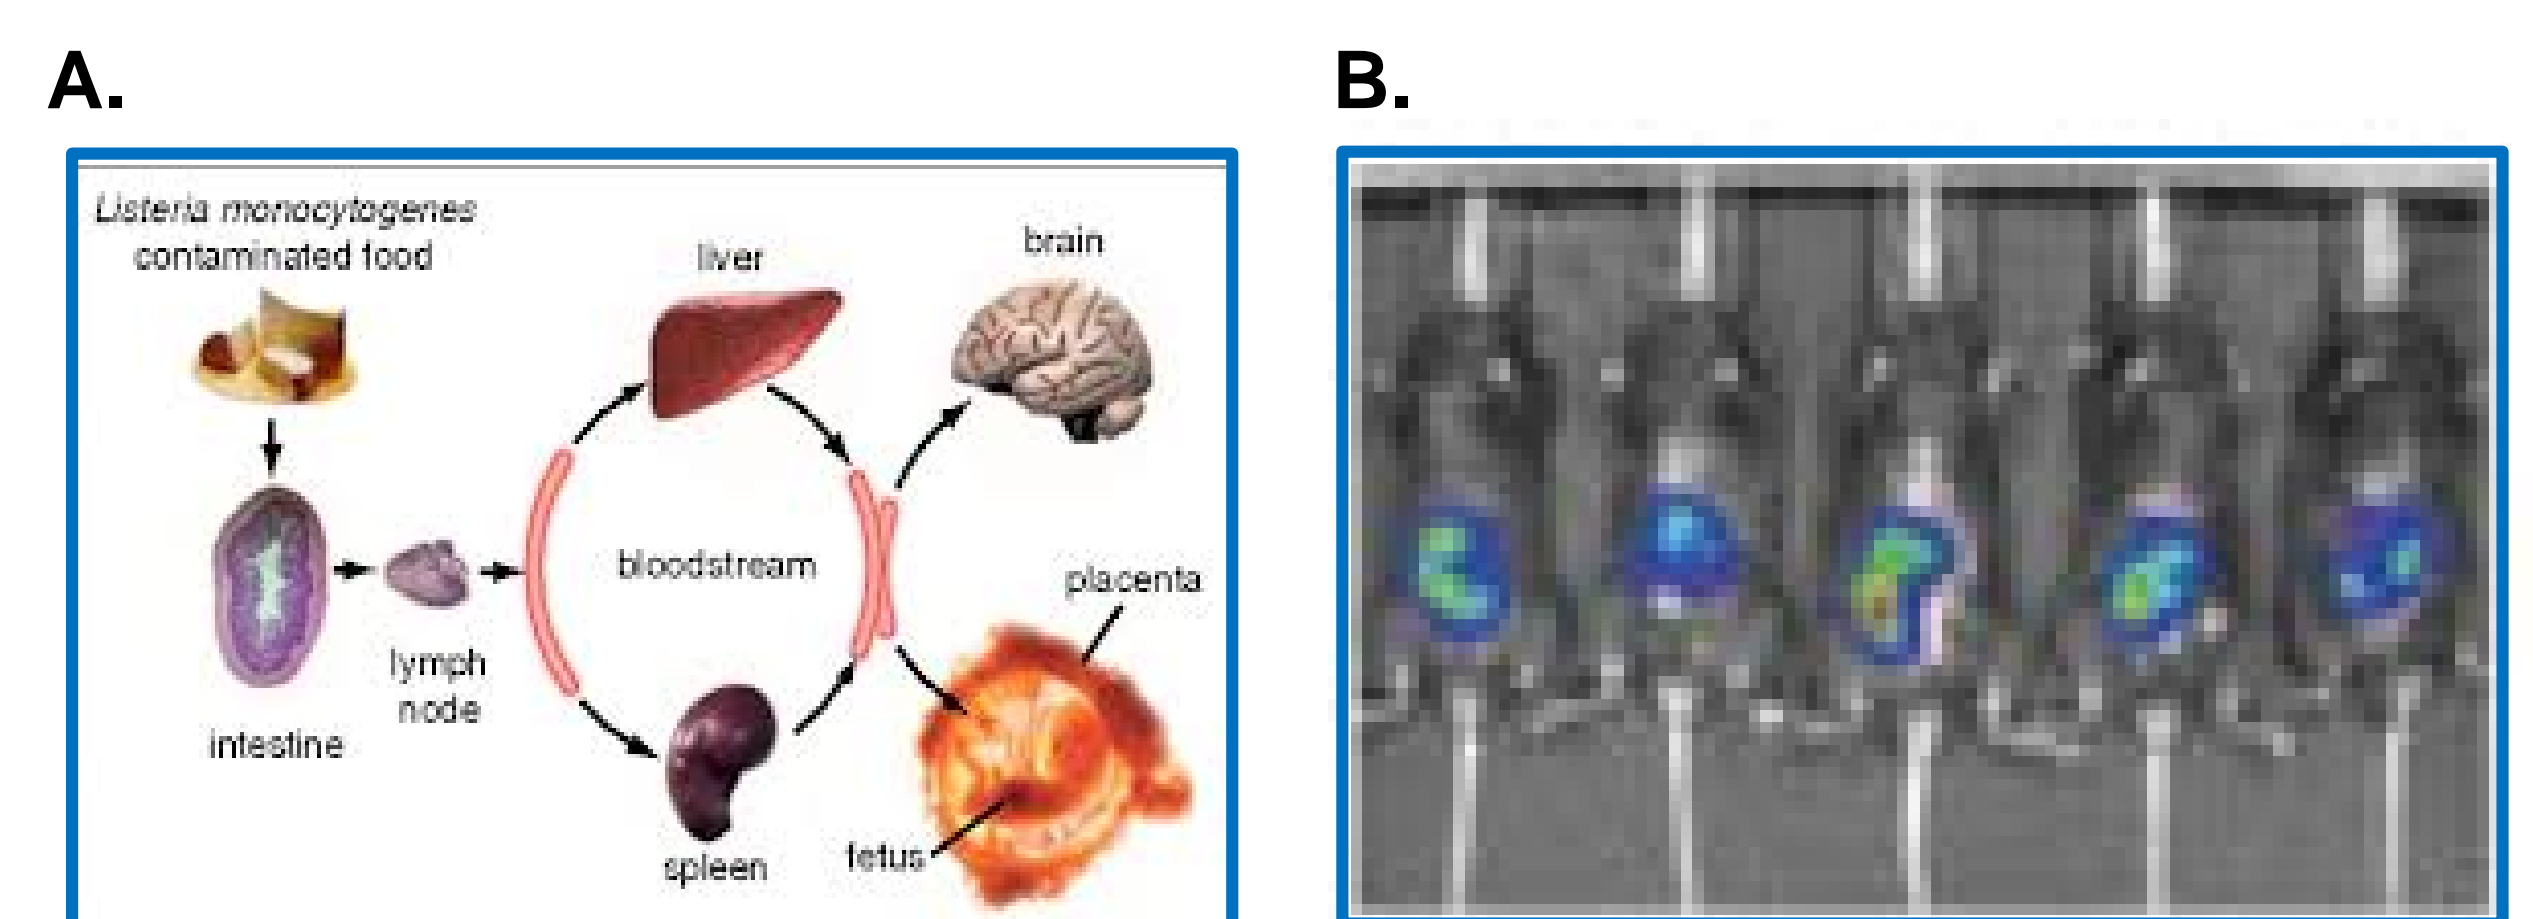 A.
B.
Listeria monocytogenes
contaminated food
liver
brain
bloodstream
placenta
lymph
node
intestine
spleen
fetus